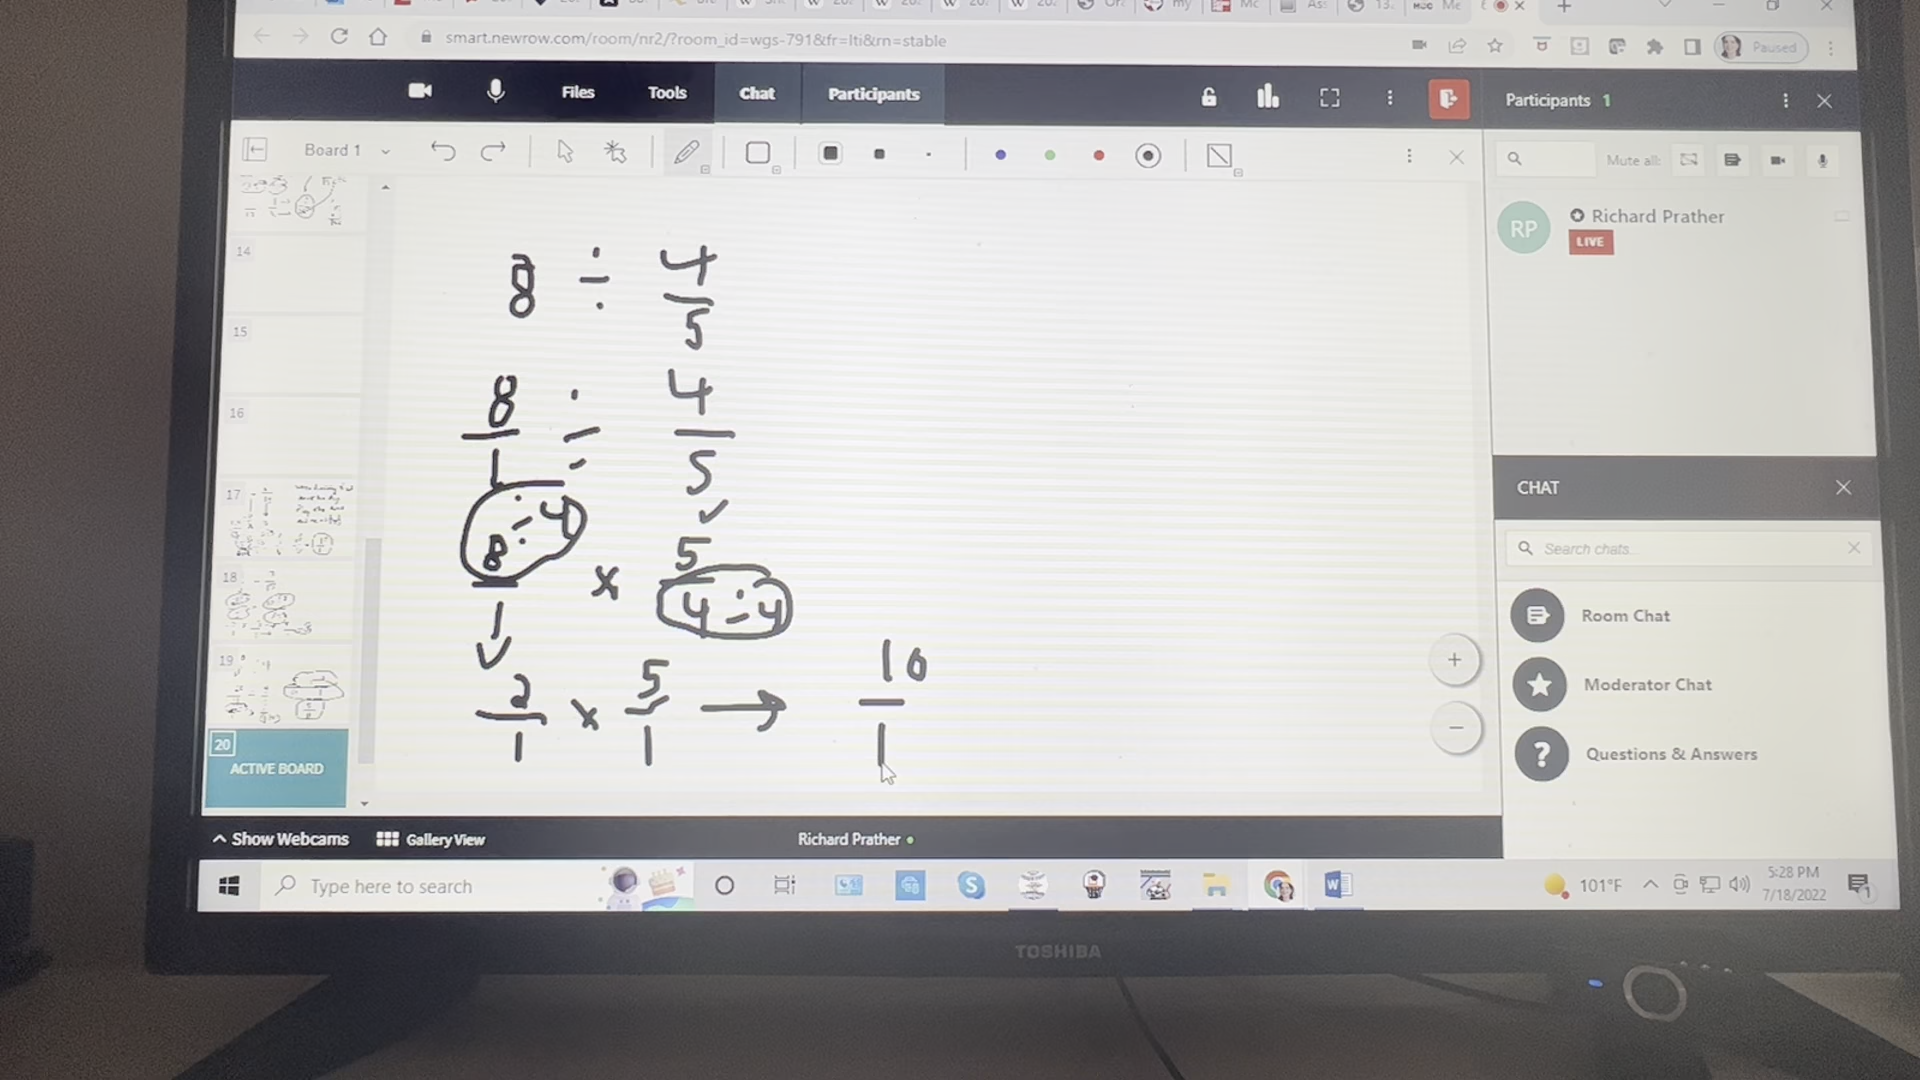 smart.newrow.com/room/nr2/?room_id=wgs-791&fr=lti&rn=stable
Paused
Files Tools Chat Participants
Participants 1
Board 1
Mute all:
RP
Richard Prather
LIVE
14
15
16
17
18
19
20
ACTIVE BOARD
8 ÷ 4/5
8/1 ÷ 4/5
8 ÷ 4 / 1 × 5 / 4 ÷ 4
2/1 × 5/1 → 10/1
CHAT
Search chats...
Room Chat
Moderator Chat
Questions & Answers
Show Webcams Gallery View Richard Prather
Type here to search
101°F
5:28 PM
7/18/2022
1
TOSHIBA